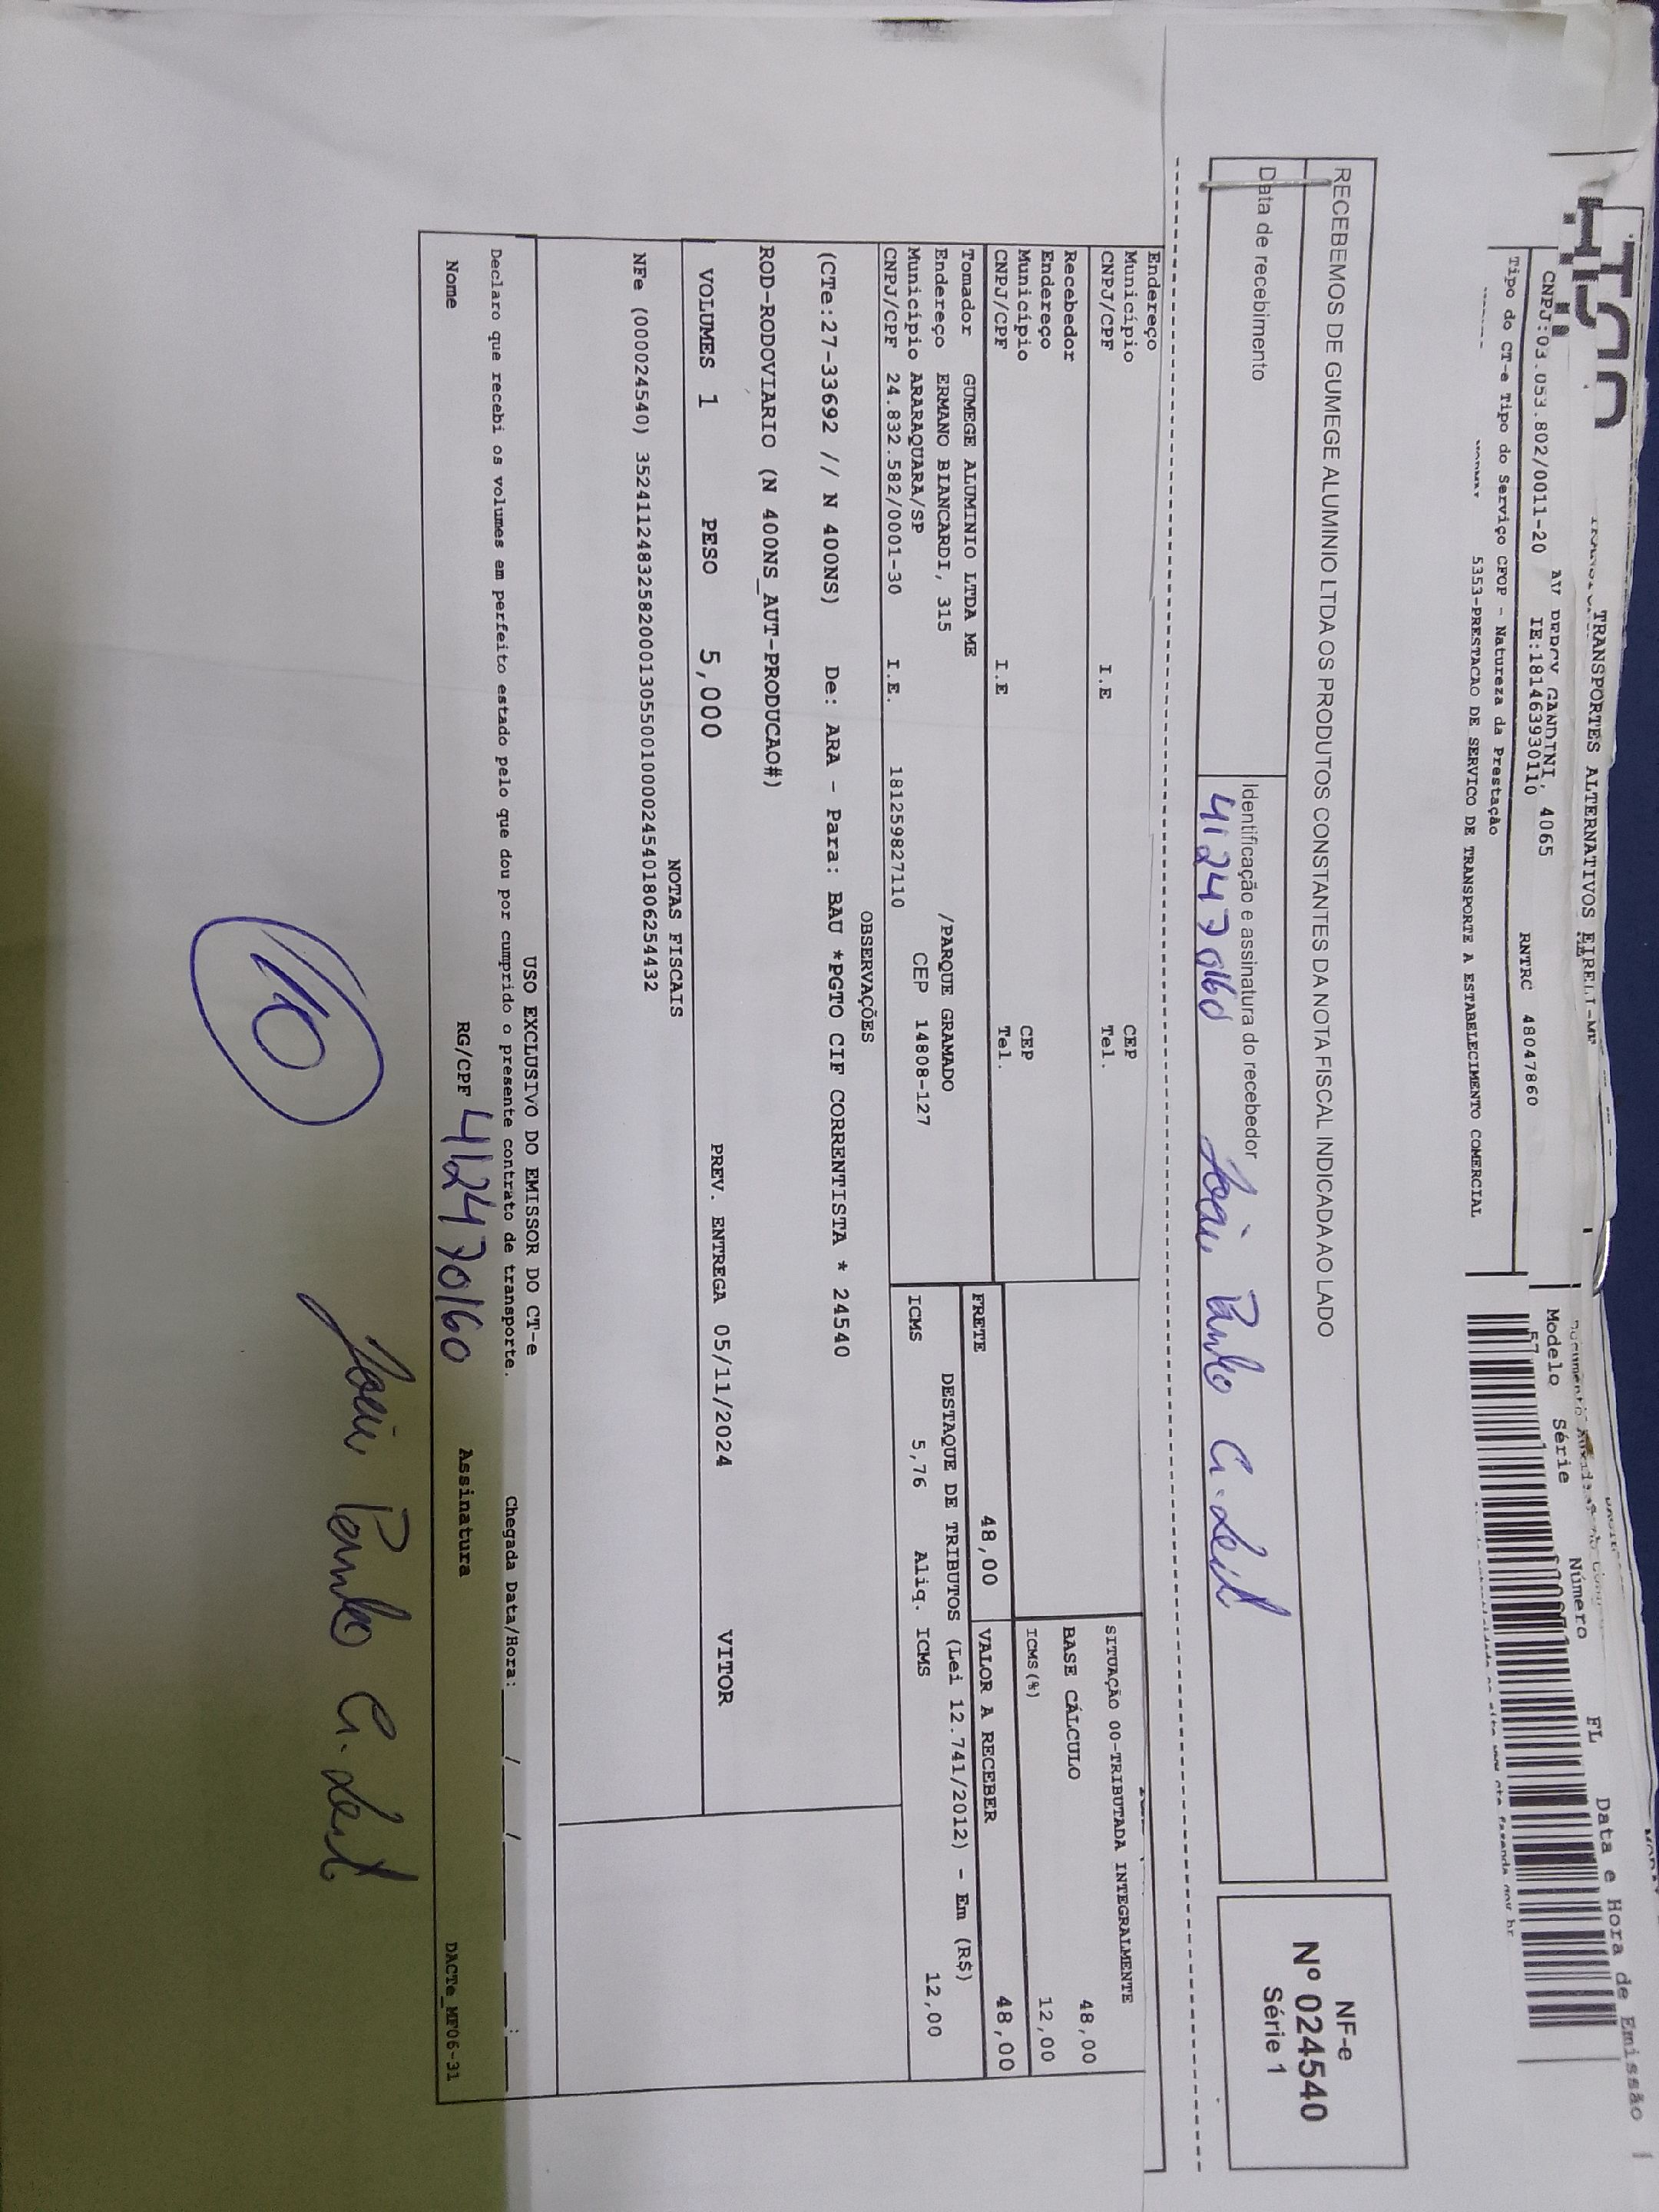 TRANSPORTES ALTERNATIVOS EIRELI-ME
GANDINI, 4065
CNPJ:03.053.802/0011-20 IE:181463930110 RNTRC 48047860
Tipo do CT-e Tipo do Serviço CFOP - Natureza da Prestação
5353-PRESTACAO DE SERVICO DE TRANSPORTE A ESTABELECIMENTO COMERCIAL
Modelo Série Número FL Data e Hora de Emissão
57
RECEBEMOS DE GUMEGE ALUMINIO LTDA OS PRODUTOS CONSTANTES DA NOTA FISCAL INDICADA AO LADO
Data de recebimento
Identificação e assinatura do recebedor
412470160 João Paulo C.
NF-e
Nº 024540
Série 1
Endereço
Município CEP
CNPJ/CPF I.E Tel.
Recebedor
Endereço
Município CEP
CNPJ/CPF I.E Tel.
Tomador GUMEGE ALUMINIO LTDA ME
Endereço ERMANO BIANCARDI, 315 /PARQUE GRAMADO
Município ARARAQUARA/SP CEP 14808-127
CNPJ/CPF 24.832.582/0001-30 I.E. 181259827110
SITUAÇÃO 00-TRIBUTADA INTEGRALMENTE
BASE CÁLCULO 48,00
ICMS(%) 12,00
FRETE 48,00 VALOR A RECEBER 48,00
DESTAQUE DE TRIBUTOS (Lei 12.741/2012) - Em (R$)
ICMS 5,76 Aliq. ICMS 12,00
OBSERVAÇÕES
(CTe:27-33692 // N 400NS) De: ARA - Para: BAU *PGTO CIF CORRENTISTA * 24540
ROD-RODOVIARIO (N 400NS_AUT-PRODUCAO#)
VOLUMES 1 PESO 5,000 PREV. ENTREGA 05/11/2024 VITOR
NOTAS FISCAIS
NFe (000024540) 35241124832582000130550010000245401806254432
USO EXCLUSIVO DO EMISSOR DO CT-e
Declaro que recebi os volumes em perfeito estado pelo que dou por cumprido o presente contrato de transporte. Chegada Data/Hora: / / :
Nome RG/CPF 412470160 Assinatura DACTe_MF06-31
João Paulo C.
10